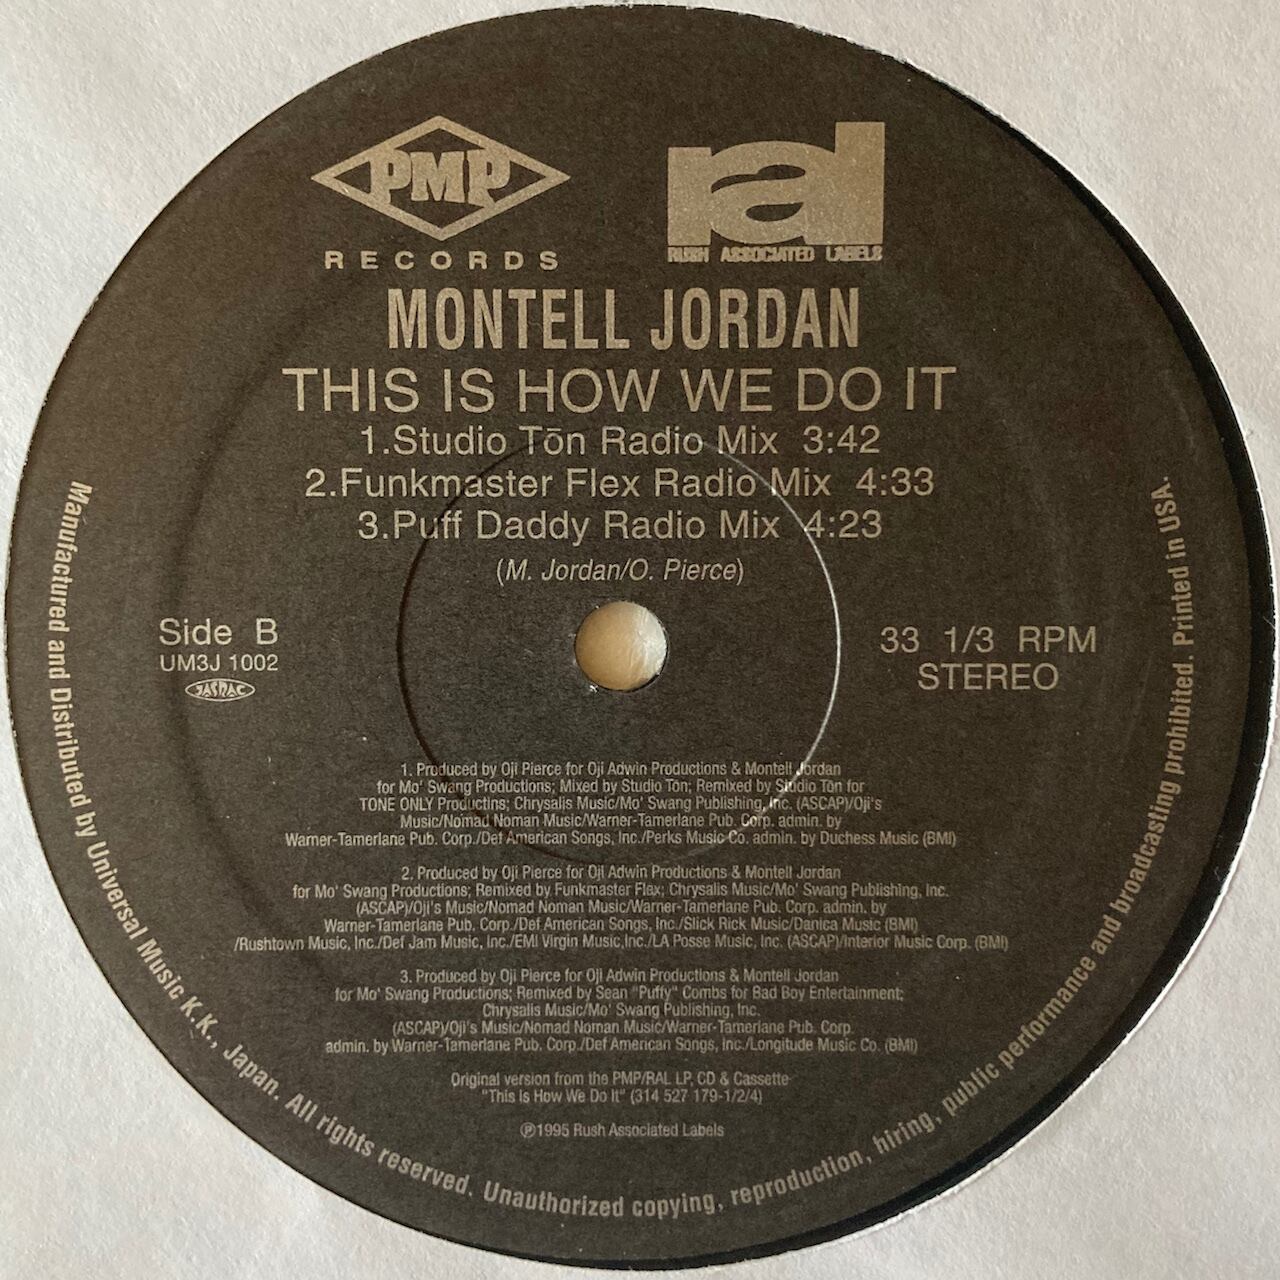 PMP
RECORDS
ral
RUSH ASSOCIATED LABELS
MONTELL JORDAN
THIS IS HOW WE DO IT
1.Studio Tōn Radio Mix 3:42
2.Funkmaster Flex Radio Mix 4:33
3.Puff Daddy Radio Mix 4:23
(M. Jordan/O. Pierce)
Side B
UM3J 1002
JASRAC
33 1/3 RPM
STEREO
1. Produced by Oji Pierce for Oji Adwin Productions & Montell Jordan
for Mo' Swang Productions; Mixed by Studio Tōn; Remixed by Studio Tōn for
TONE ONLY Productins; Chrysalis Music/Mo' Swang Publishing, Inc. (ASCAP)/Oji's
Music/Nomad Noman Music/Warner-Tamerlane Pub. Corp. admin. by
Warner-Tamerlane Pub. Corp./Def American Songs, Inc./Perks Music Co. admin. by Duchess Music (BMI)
2. Produced by Oji Pierce for Oji Adwin Productions & Montell Jordan
for Mo' Swang Productions; Remixed by Funkmaster Flex; Chrysalis Music/Mo' Swang Publishing, Inc.
(ASCAP)/Oji's Music/Nomad Noman Music/Warner-Tamerlane Pub. Corp. admin. by
Warner-Tamerlane Pub. Corp./Def American Songs, Inc./Slick Rick Music/Danica Music (BMI)
/Rushtown Music, Inc./Def Jam Music, Inc./EMI Virgin Music,Inc./LA Posse Music, Inc. (ASCAP)/Interior Music Corp. (BMI)
3. Produced by Oji Pierce for Oji Adwin Productions & Montell Jordan
for Mo' Swang Productions; Remixed by Sean "Puffy" Combs for Bad Boy Entertainment;
Chrysalis Music/Mo' Swang Publishing, Inc.
(ASCAP)/Oji's Music/Nomad Noman Music/Warner-Tamerlane Pub. Corp.
admin. by Warner-Tamerlane Pub. Corp./Def American Songs, Inc./Longitude Music Co. (BMI)
Original version from the PMP/RAL LP, CD & Cassette
"This Is How We Do It" (314 527 179-1/2/4)
℗1995 Rush Associated Labels
Manufactured and Distributed by Universal Music K.K., Japan. All rights reserved. Unauthorized copying, reproduction, hiring, public performance and broadcasting prohibited. Printed in USA.